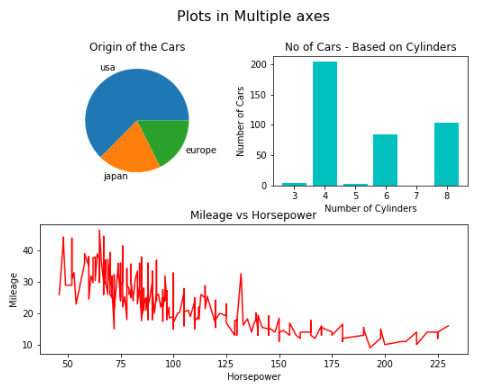 Plots in Multiple axes
Origin of the Cars
usa
japan
europe
No of Cars - Based on Cylinders
Number of Cars
200
150
100
50
0
3 4 5 6 7 8
Number of Cylinders
Mileage vs Horsepower
Mileage
40
30
20
10
50 75 100 125 150 175 200 225
Horsepower